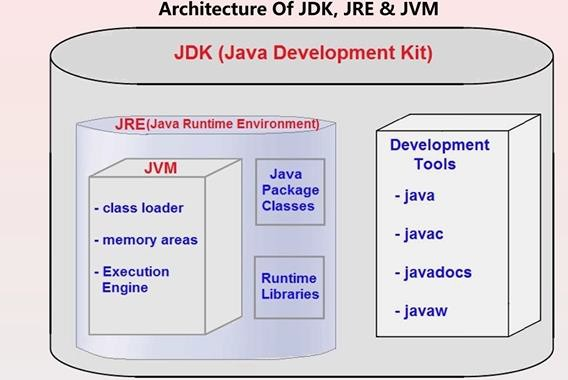 Architecture Of JDK, JRE & JVM
JDK (Java Development Kit)
JRE(Java Runtime Environment)
JVM
- class loader
- memory areas
- Execution
Engine
Java
Package
Classes
Runtime
Libraries
Development
Tools
- java
- javac
- javadocs
- javaw